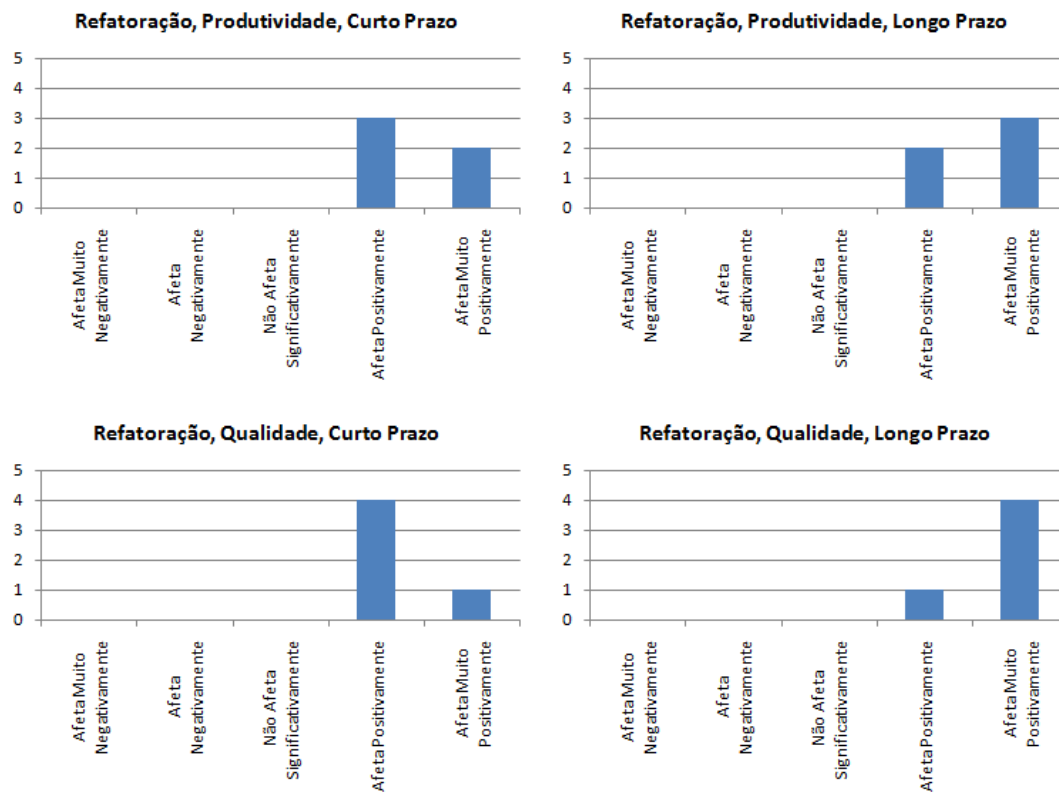 Refatoração, Produtividade, Curto Prazo
5
4
3
2
1
0
Afeta Muito
Negativamente
Afeta
Negativamente
Não Afeta
Significativamente
Afeta Positivamente
Afeta Muito
Positivamente
Refatoração, Produtividade, Longo Prazo
5
4
3
2
1
0
Afeta Muito
Negativamente
Afeta
Negativamente
Não Afeta
Significativamente
Afeta Positivamente
Afeta Muito
Positivamente
Refatoração, Qualidade, Curto Prazo
5
4
3
2
1
0
Afeta Muito
Negativamente
Afeta
Negativamente
Não Afeta
Significativamente
Afeta Positivamente
Afeta Muito
Positivamente
Refatoração, Qualidade, Longo Prazo
5
4
3
2
1
0
Afeta Muito
Negativamente
Afeta
Negativamente
Não Afeta
Significativamente
Afeta Positivamente
Afeta Muito
Positivamente